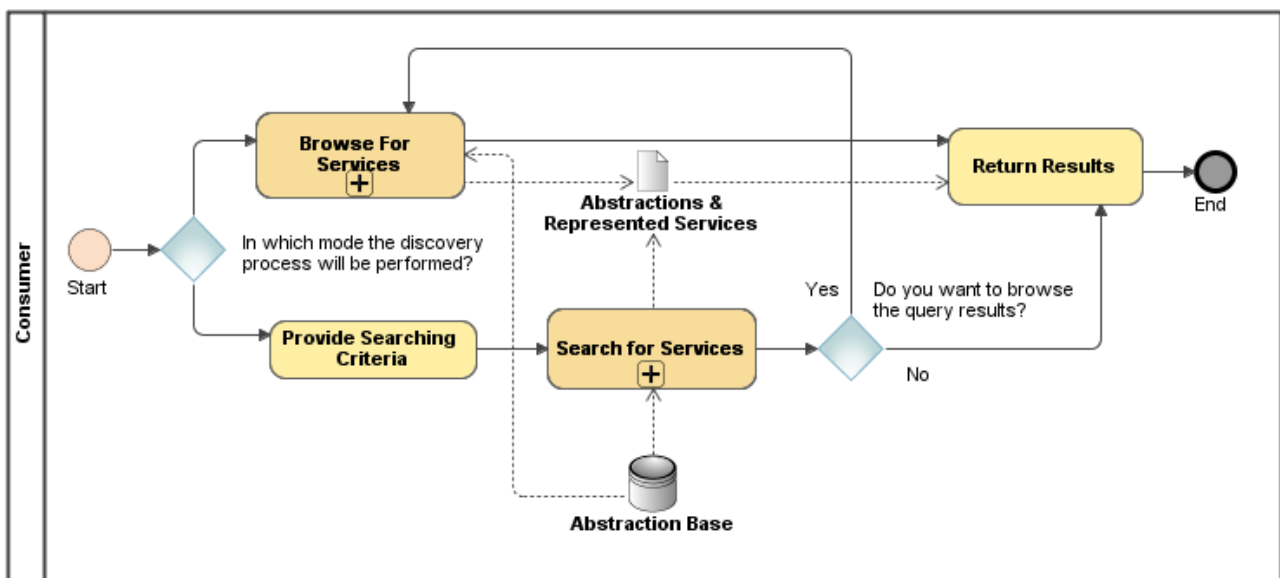 Consumer
Start
In which mode the discovery
process will be performed?
Browse For
Services
Provide Searching
Criteria
Abstractions &
Represented Services
Search for Services
Abstraction Base
Yes
Do you want to browse
the query results?
No
Return Results
End